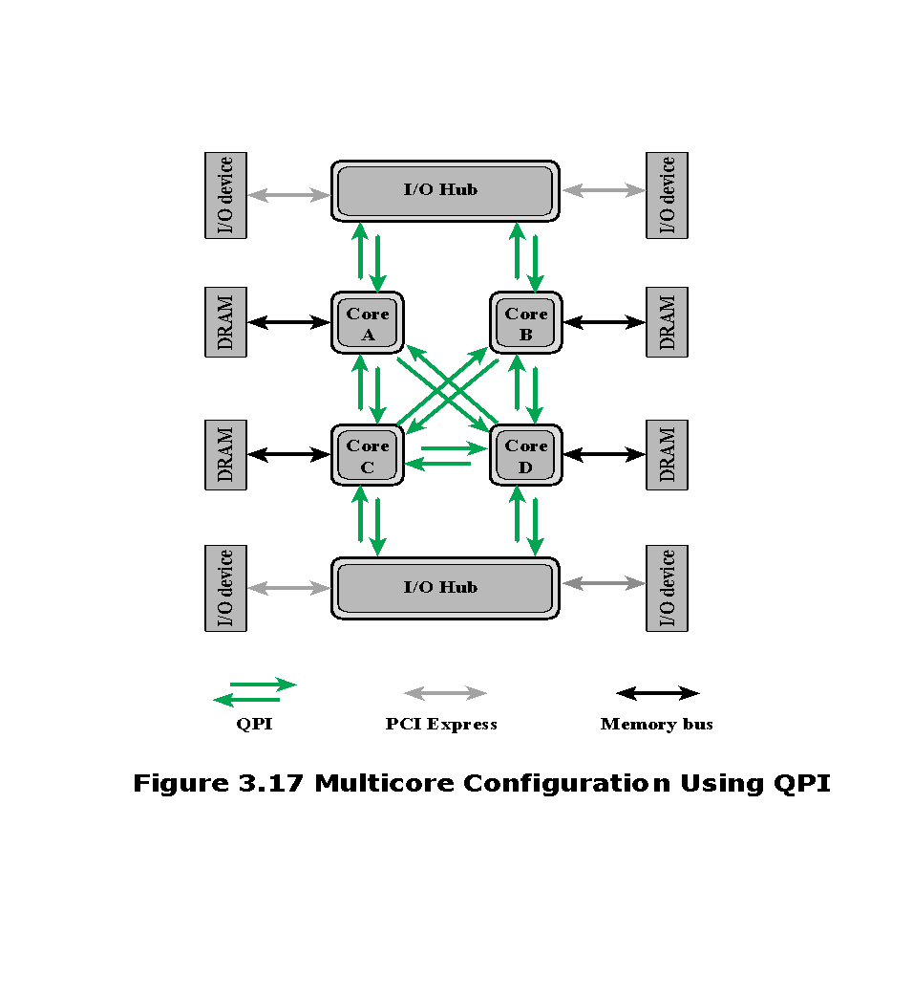 I/O device
I/O Hub
I/O device
DRAM
Core
A
Core
B
DRAM
DRAM
Core
C
Core
D
DRAM
I/O device
I/O Hub
I/O device
QPI
PCI Express
Memory bus
Figure 3.17 Multicore Configuration Using QPI